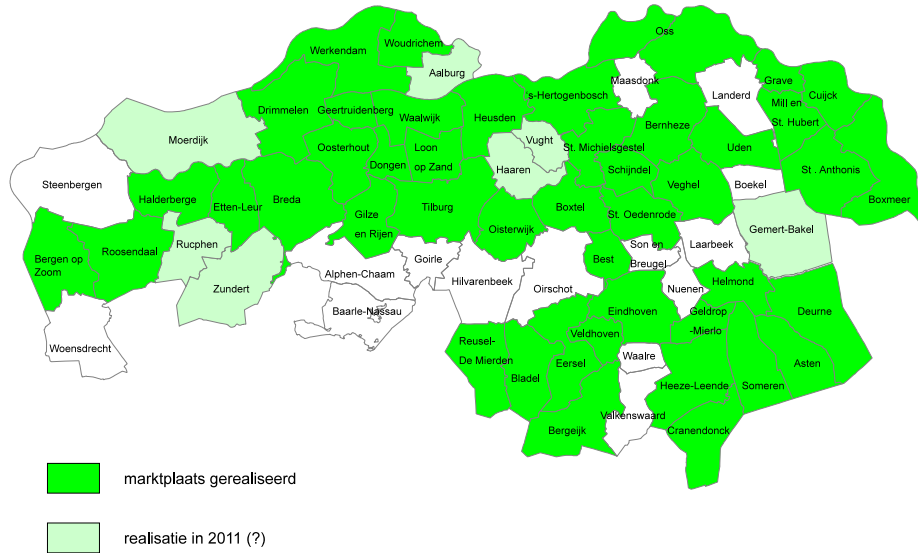 Oss
Woudrichem
Werkendam
Aalburg
Maasdonk
Landerd
Grave
Cuijck
's-Hertogenbosch
Mill en
St. Hubert
Drimmelen
Geertruidenberg
Waalwijk
Heusden
Bernheze
Moerdijk
Vught
Uden
Oosterhout
Loon
op Zand
Dongen
St. Michielsgestel
Haaren
Schijndel
St . Anthonis
Steenbergen
Veghel
Boekel
Boxmeer
Halderberge
Etten-Leur
Breda
Tilburg
Gilze
en Rijen
Boxtel
St. Oedenrode
Oisterwijk
Gemert-Bakel
Bergen op
Zoom
Roosendaal
Rucphen
Son en
Breugel
Laarbeek
Goirle
Best
Alphen-Chaam
Hilvarenbeek
Oirschot
Zundert
Nuenen
Helmond
Baarle-Nassau
Eindhoven
Geldrop
-Mierlo
Deurne
Woensdrecht
Reusel-
De Mierden
Veldhoven
Waalre
Eersel
Asten
Bladel
Heeze-Leende
Someren
Valkenswaard
Bergeijk
Cranendonck
marktplaats gerealiseerd
realisatie in 2011 (?)